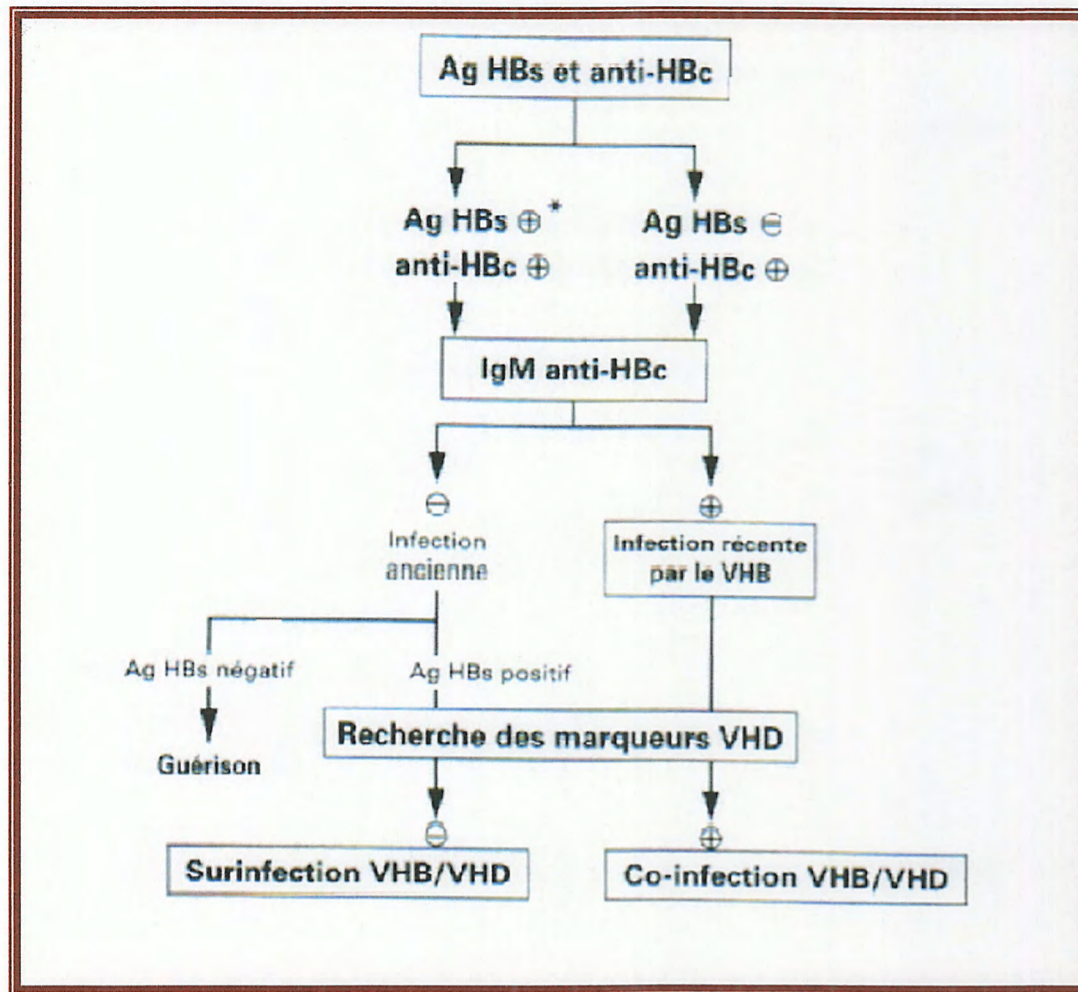 Ag HBs et anti-HBc
Ag HBs ⊕*
anti-HBc ⊕
Ag HBs ⊖
anti-HBc ⊕
IgM anti-HBc
⊖
Infection
ancienne
⊕
Infection récente
par le VHB
Ag HBs négatif
Ag HBs positif
Recherche des marqueurs VHD
Guérison
⊖
Surinfection VHB/VHD
⊕
Co-infection VHB/VHD